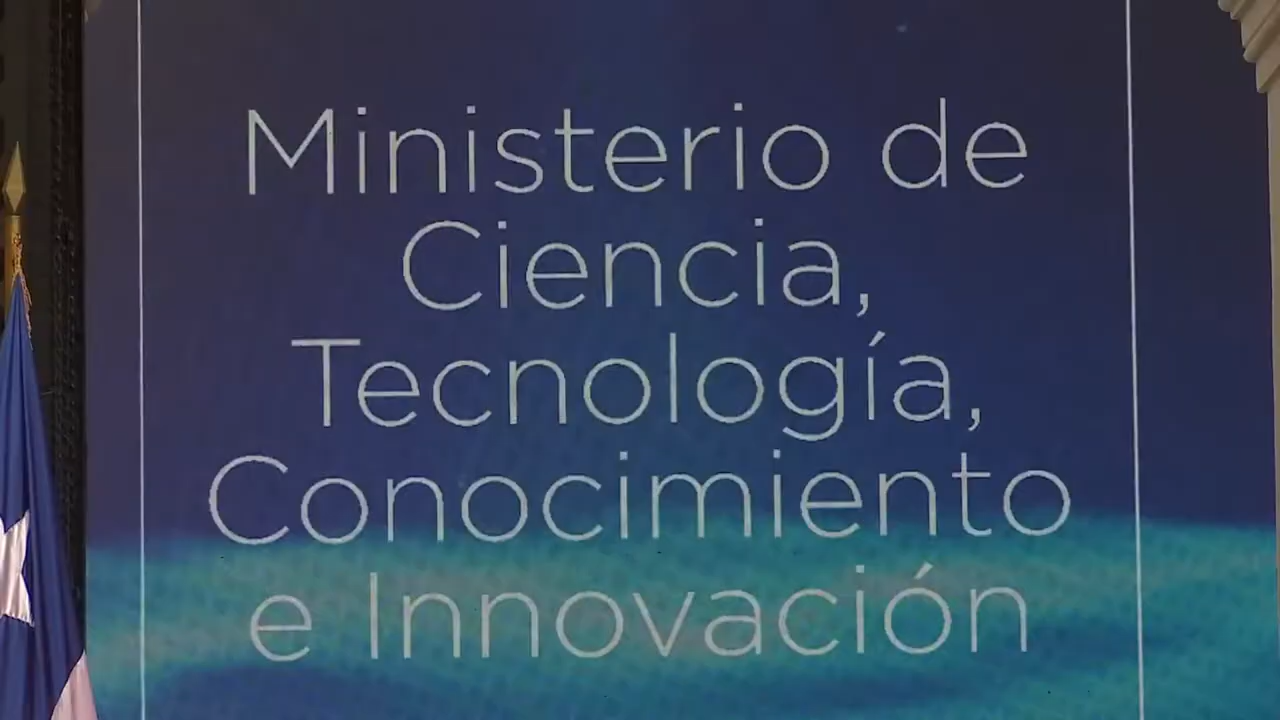 Ministerio de
Ciencia,
Tecnología,
Conocimiento
e Innovación